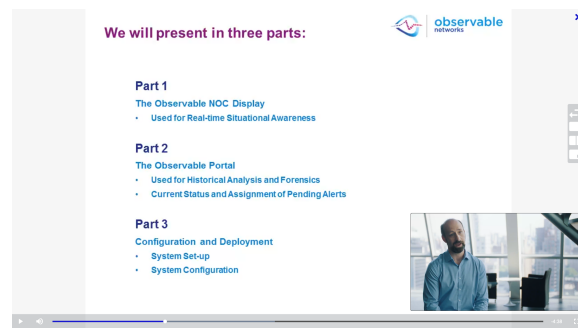 We will present in three parts:
observable
networks
Part 1
The Observable NOC Display
• Used for Real-time Situational Awareness
Part 2
The Observable Portal
• Used for Historical Analysis and Forensics
• Current Status and Assignment of Pending Alerts
Part 3
Configuration and Deployment
• System Set-up
• System Configuration